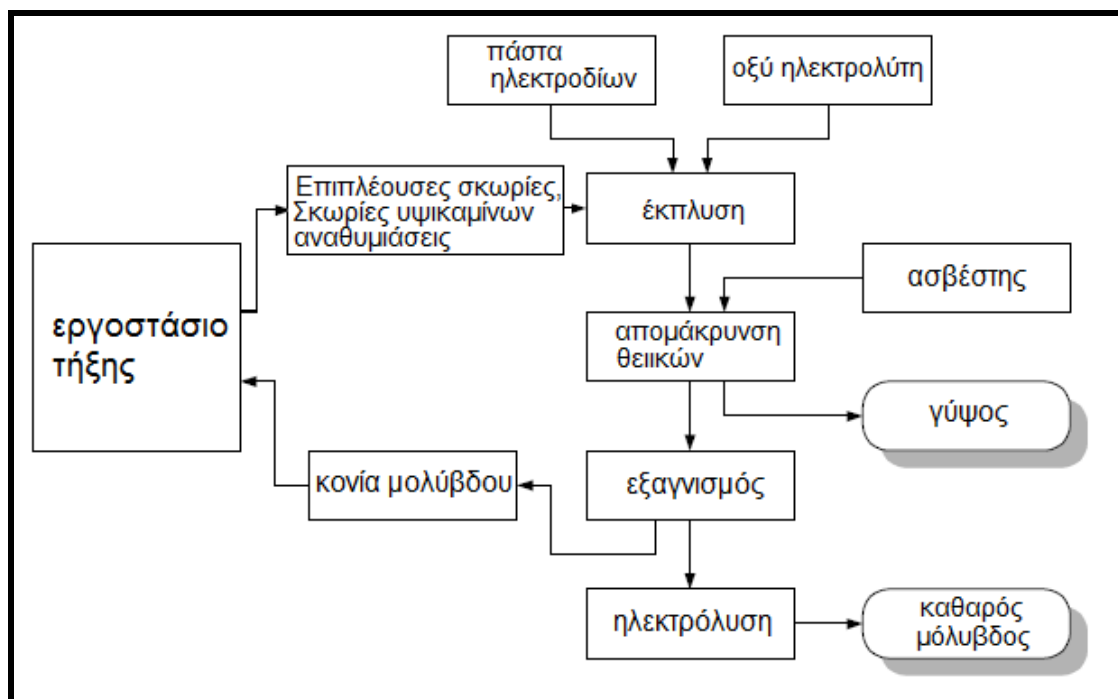 πάστα
ηλεκτροδίων
οξύ ηλεκτρολύτη
Επιπλέουσες σκωρίες,
Σκωρίες υψικαμίνων
αναθυμιάσεις
έκπλυση
ασβέστης
εργοστάσιο
τήξης
απομάκρυνση
θειικών
γύψος
κονία μολύβδου
εξαγνισμός
ηλεκτρόλυση
καθαρός
μόλυβδος